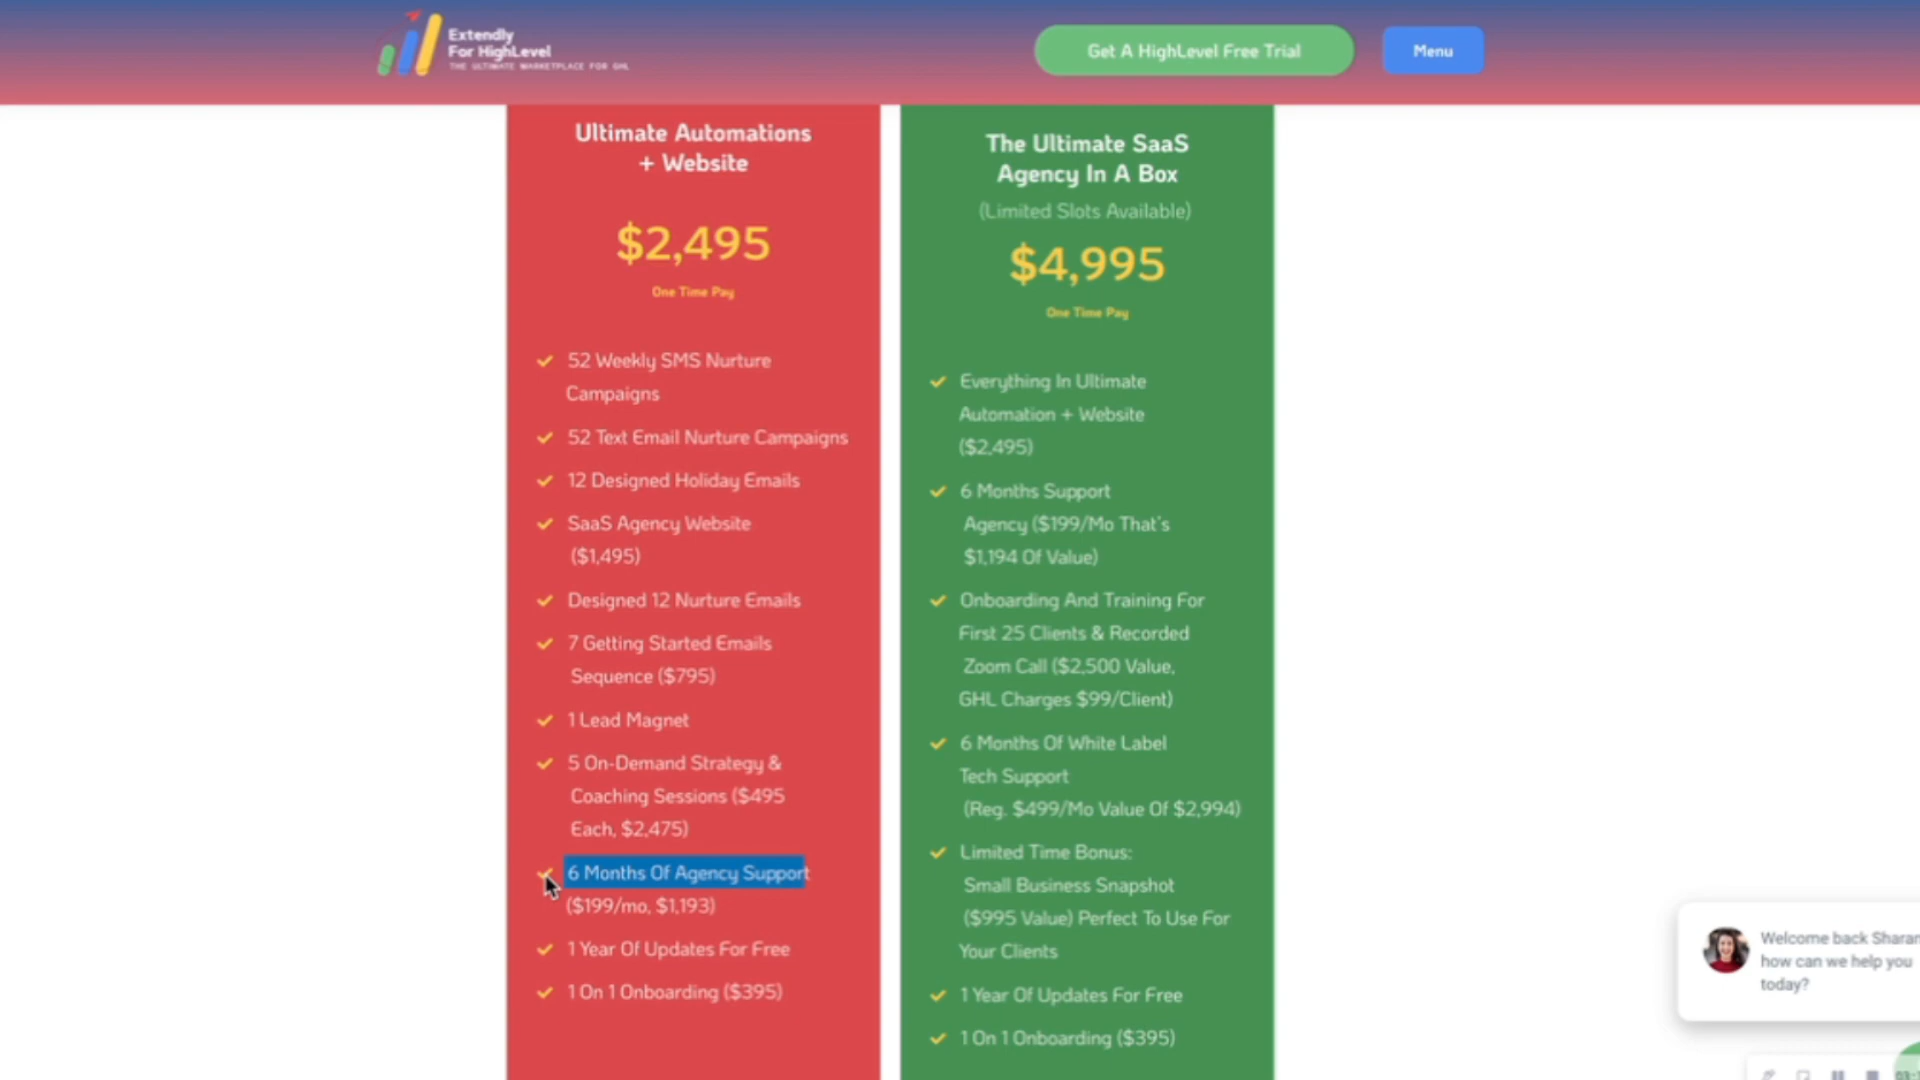 Extendly
For HighLevel
THE ULTIMATE MARKETPLACE FOR GHL
Get A HighLevel Free Trial
Menu
Ultimate Automations
+ Website
$2,495
One Time Pay
52 Weekly SMS Nurture
Campaigns
52 Text Email Nurture Campaigns
12 Designed Holiday Emails
SaaS Agency Website
($1,495)
Designed 12 Nurture Emails
7 Getting Started Emails
Sequence ($795)
1 Lead Magnet
5 On-Demand Strategy &
Coaching Sessions ($495
Each, $2,475)
6 Months Of Agency Support
($199/mo, $1,193)
1 Year Of Updates For Free
1 On 1 Onboarding ($395)
The Ultimate SaaS
Agency In A Box
(Limited Slots Available)
$4,995
One Time Pay
Everything In Ultimate
Automation + Website
($2,495)
6 Months Support
Agency ($199/Mo That's
$1,194 Of Value)
Onboarding And Training For
First 25 Clients & Recorded
Zoom Call ($2,500 Value,
GHL Charges $99/Client)
6 Months Of White Label
Tech Support
(Reg. $499/Mo Value Of $2,994)
Limited Time Bonus:
Small Business Snapshot
($995 Value) Perfect To Use For
Your Clients
1 Year Of Updates For Free
1 On 1 Onboarding ($395)
Welcome back Sharan
how can we help you
today?